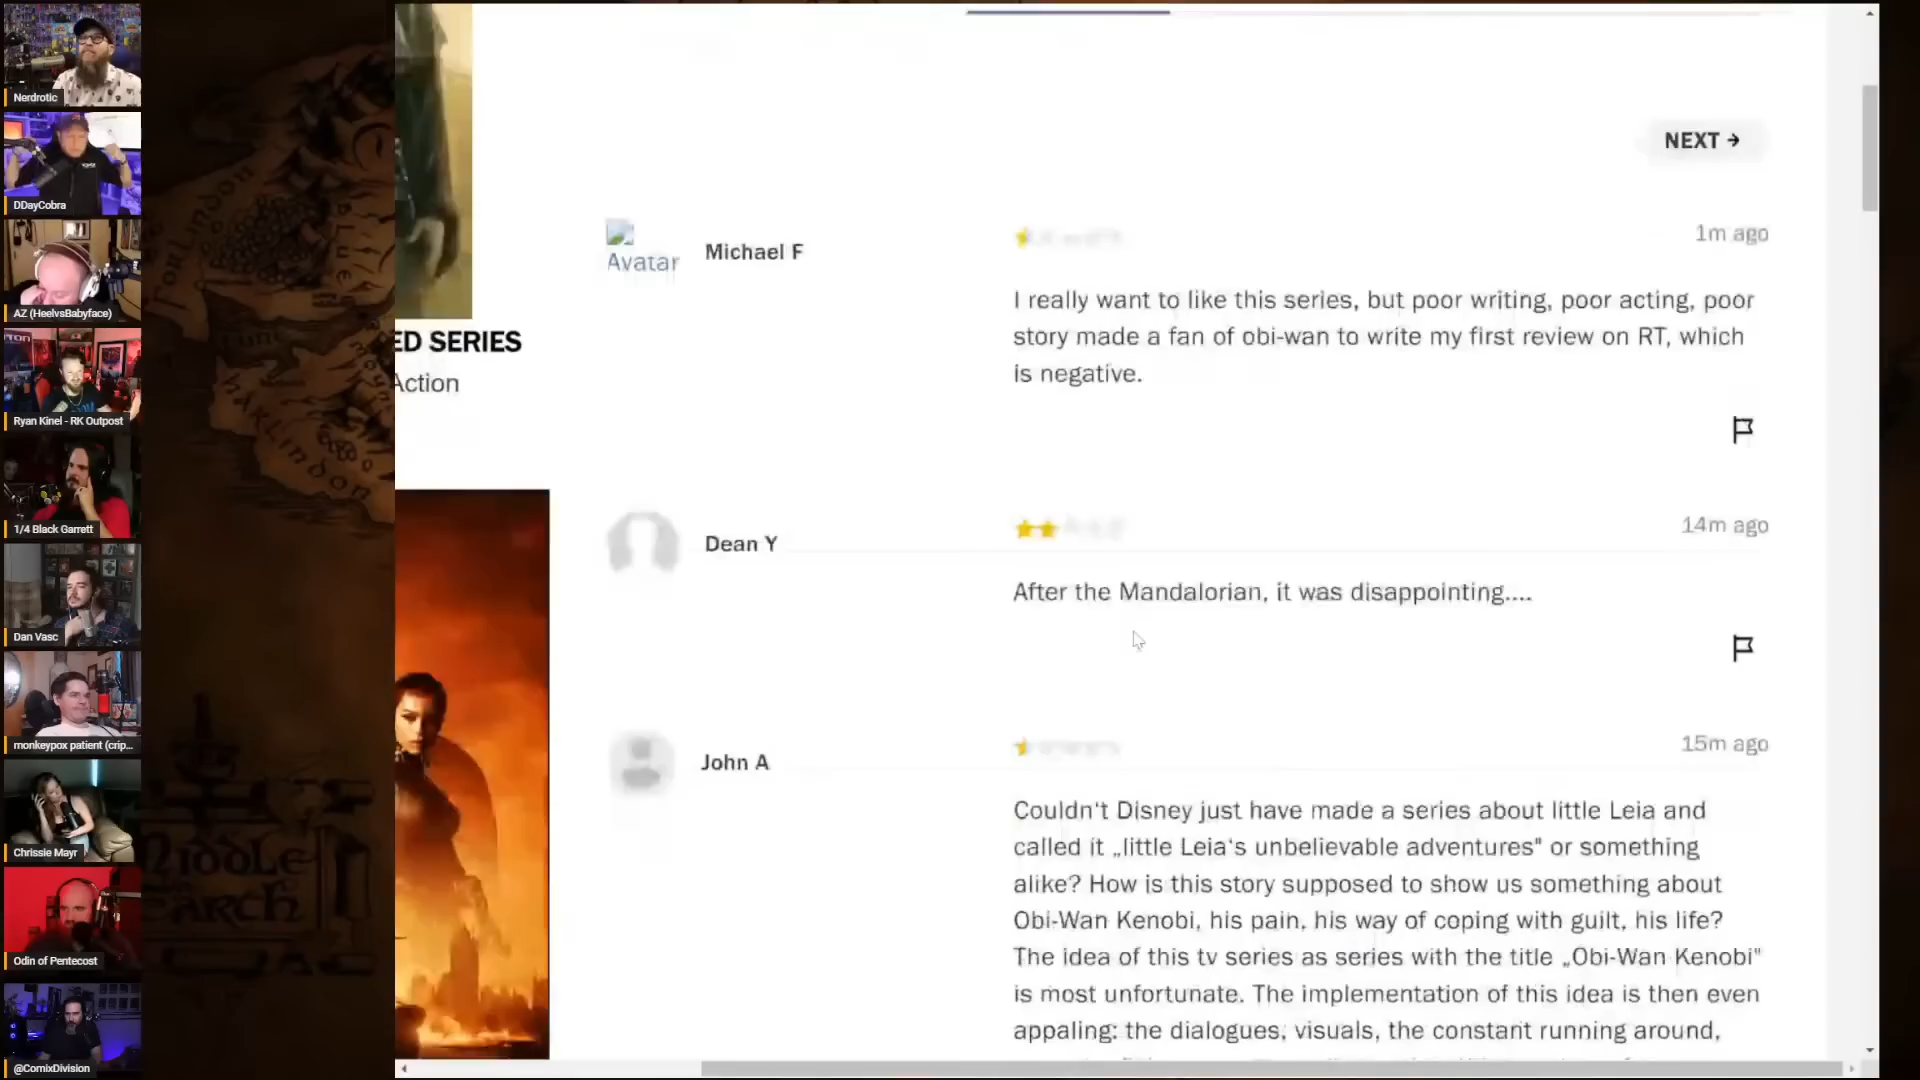 Nerdrotic
DDayCobra
AZ (HeelvsBabyface)
Ryan Kinel - RK Outpost
1/4 Black Garrett
Dan Vasc
monkeypox patient (crip...
Chrissie Mayr
Odin of Pentecost
@ComixDivision
FORLINDON
HARLINDON
MIDDLE
EARTH
ED SERIES
Action
NEXT →
Avatar
Michael F
1m ago
I really want to like this series, but poor writing, poor acting, poor
story made a fan of obi-wan to write my first review on RT, which
is negative.
Dean Y
14m ago
After the Mandalorian, it was disappointing....
John A
15m ago
Couldn't Disney just have made a series about little Leia and
called it „little Leia's unbelievable adventures" or something
alike? How is this story supposed to show us something about
Obi-Wan Kenobi, his pain, his way of coping with guilt, his life?
The idea of this tv series as series with the title „Obi-Wan Kenobi"
is most unfortunate. The implementation of this idea is then even
appaling: the dialogues, visuals, the constant running around,